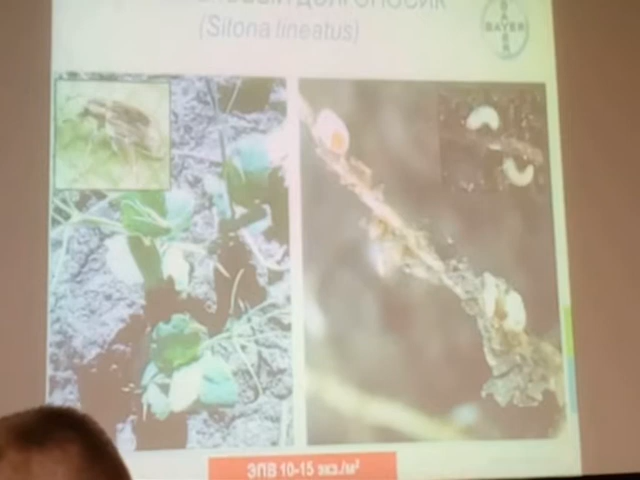 ДОЛГОНОСИК
(Sitona lineatus)
BAYER
ЭПВ 10-15 экз./м²